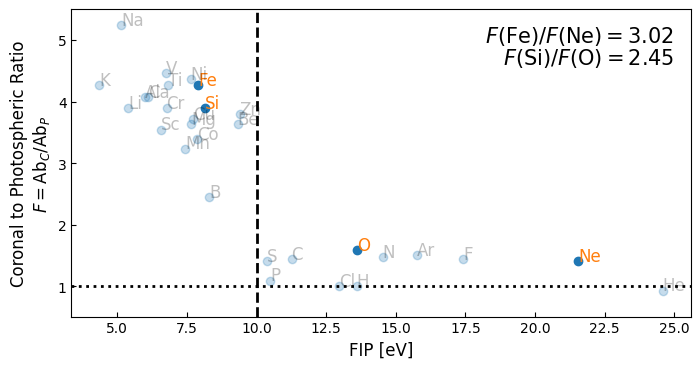 F(Fe)/F(Ne) = 3.02
F(Si)/F(O) = 2.45
Coronal to Photospheric Ratio
F = Ab_C/Ab_P
5
4
3
2
1
Na
V
Ni
K
Ti
Fe
Ca
Li
Cr
Si
Zn
Cu
Mg
Be
Sc
Co
Mn
B
S
C
O
N
Ar
F
Ne
P
Cl
H
He
5.0
7.5
10.0
12.5
15.0
17.5
20.0
22.5
25.0
FIP [eV]